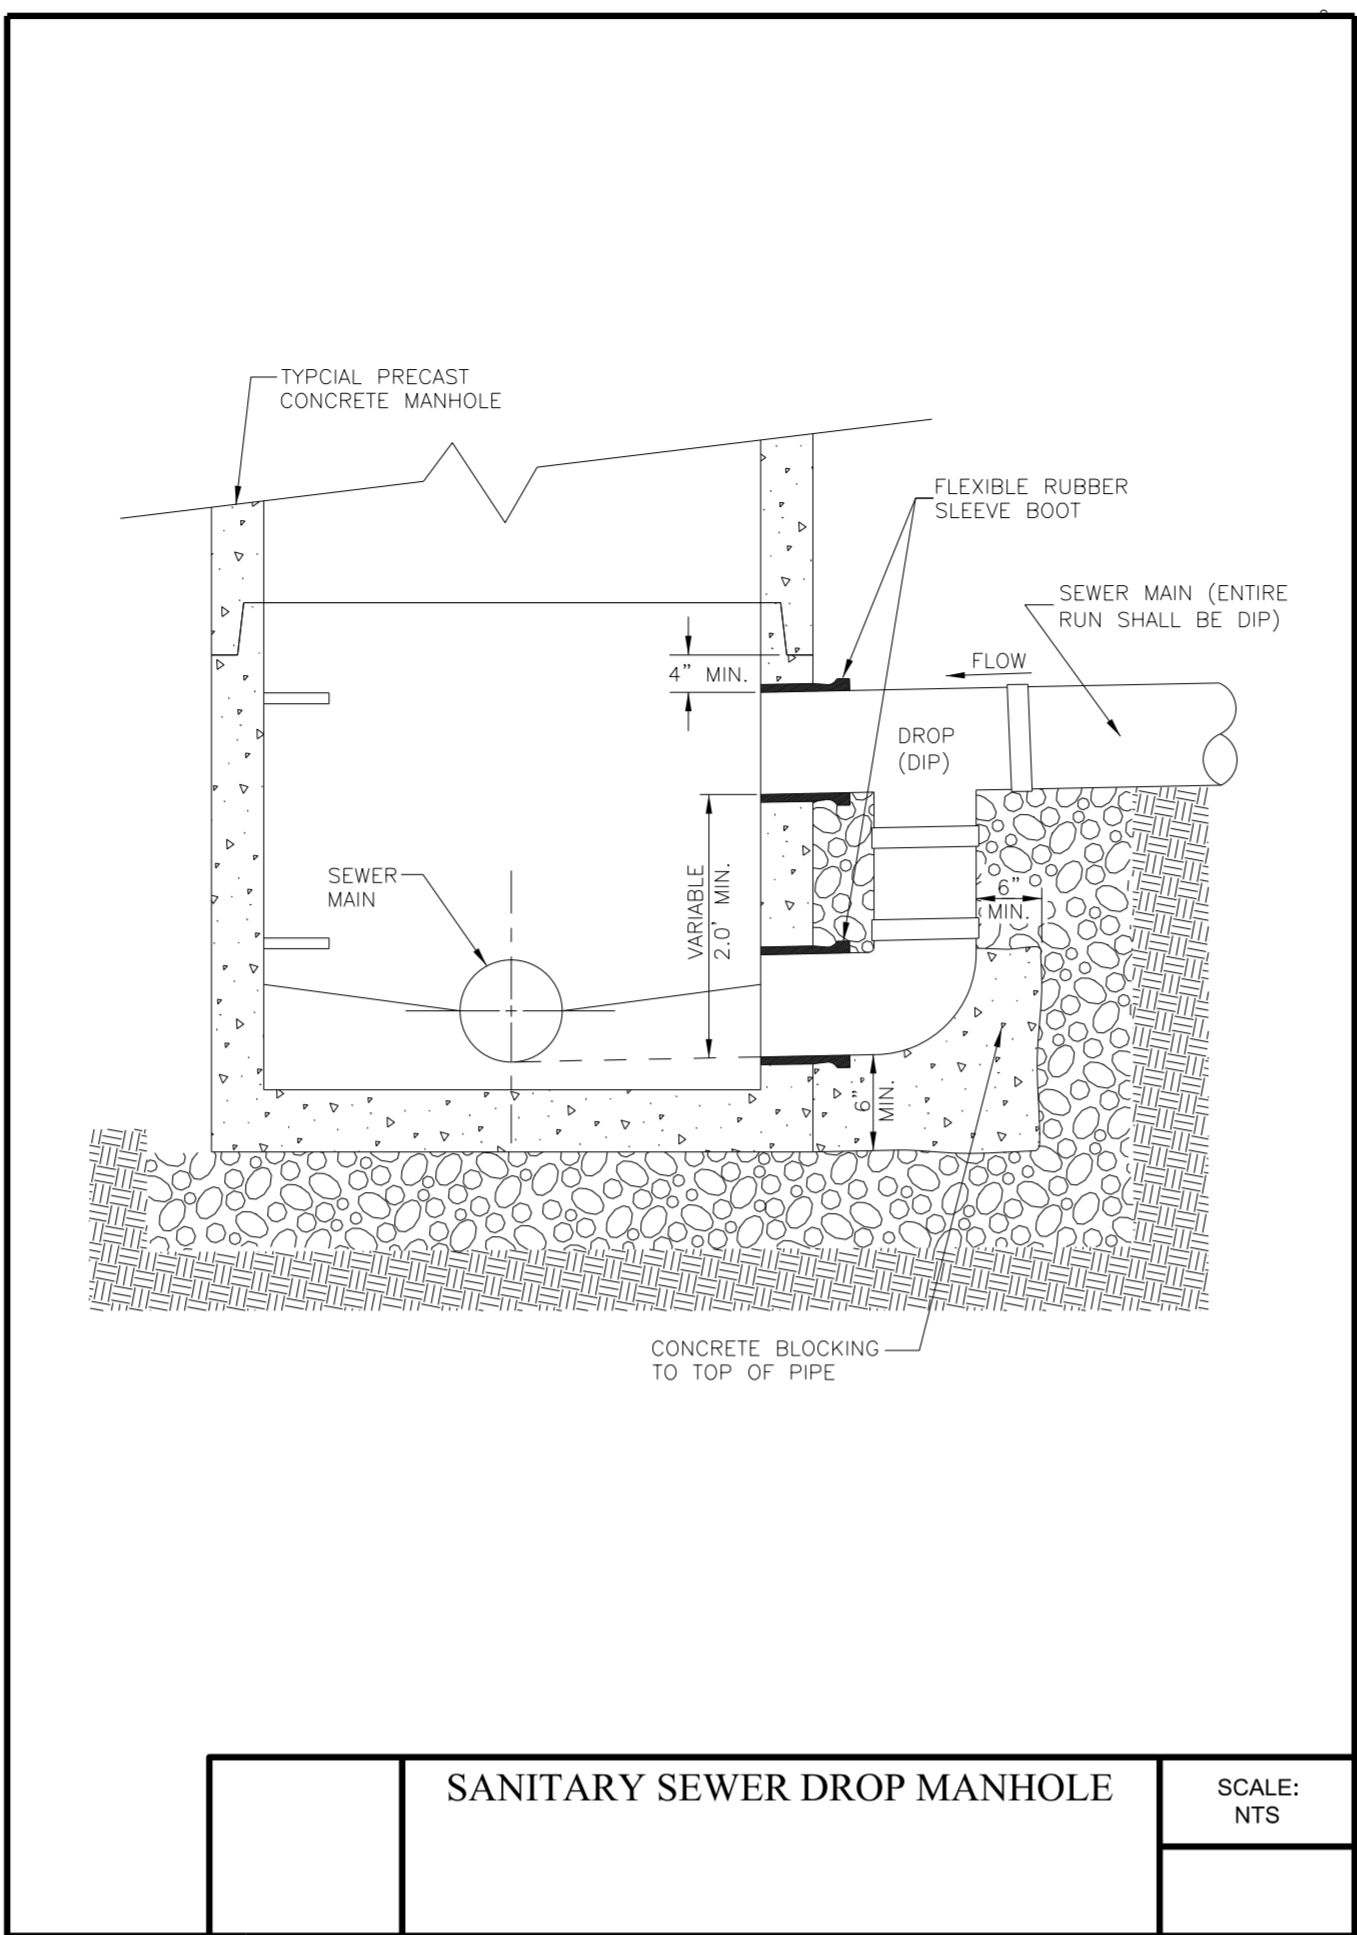 TYPCIAL PRECAST
CONCRETE MANHOLE
FLEXIBLE RUBBER
SLEEVE BOOT
SEWER MAIN (ENTIRE
RUN SHALL BE DIP)
FLOW
4" MIN.
DROP
(DIP)
SEWER
MAIN
VARIABLE
2.0' MIN.
6"
MIN.
6"
MIN.
CONCRETE BLOCKING
TO TOP OF PIPE
SANITARY SEWER DROP MANHOLE
SCALE:
NTS